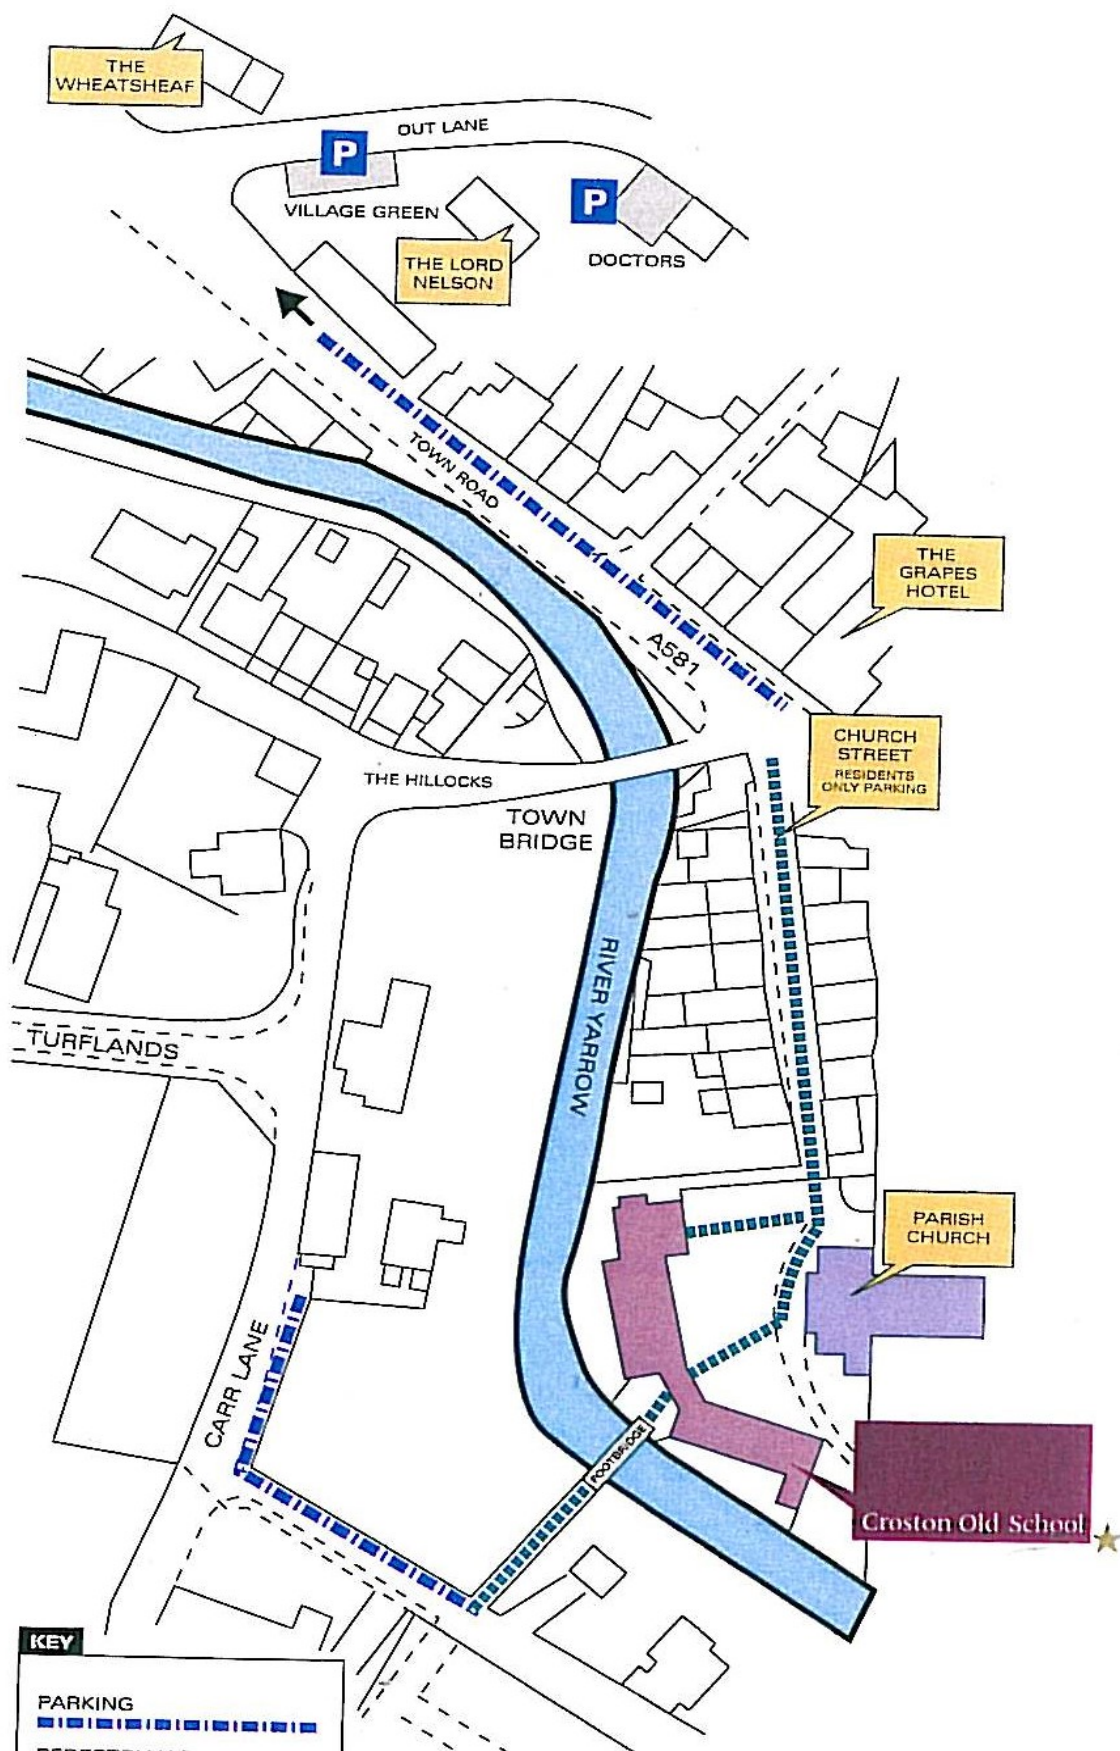 THE
WHEATSHEAF
OUT LANE
P
VILLAGE GREEN
P
DOCTORS
THE LORD
NELSON
TOWN ROAD
THE
GRAPES
HOTEL
A581
CHURCH
STREET
RESIDENTS
ONLY PARKING
THE HILLOCKS
TOWN
BRIDGE
RIVER YARROW
TURFLANDS
PARISH
CHURCH
CARR LANE
FOOTBRIDGE
Croston Old School
KEY
PARKING